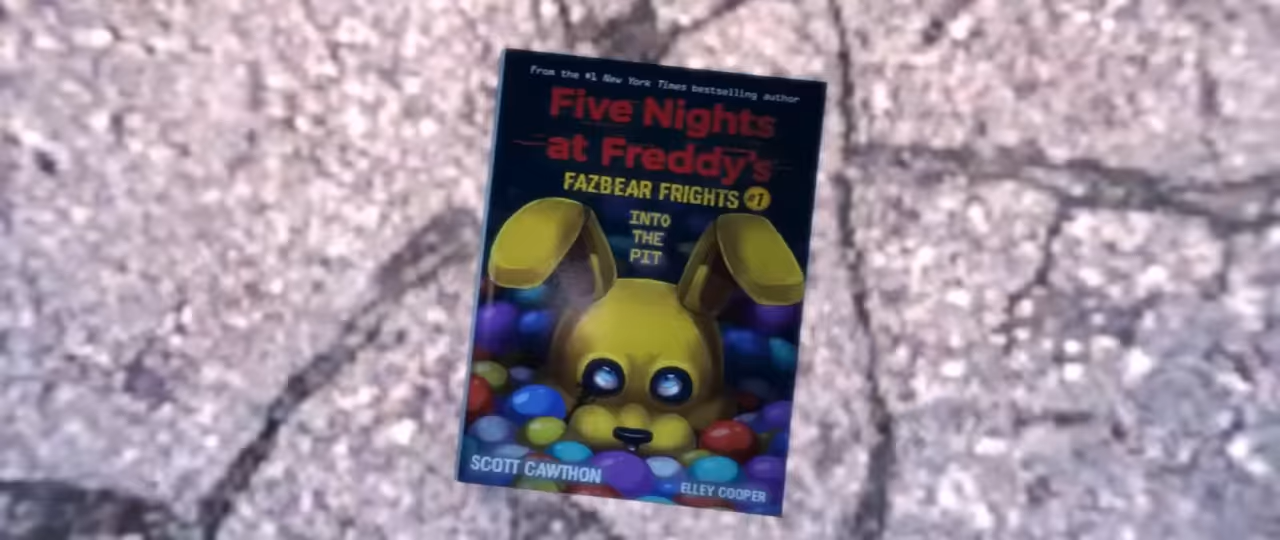 From the #1 New York Times bestselling author
Five Nights
at Freddy's
FAZBEAR FRIGHTS #1
INTO
THE
PIT
SCOTT CAWTHON
ELLEY COOPER